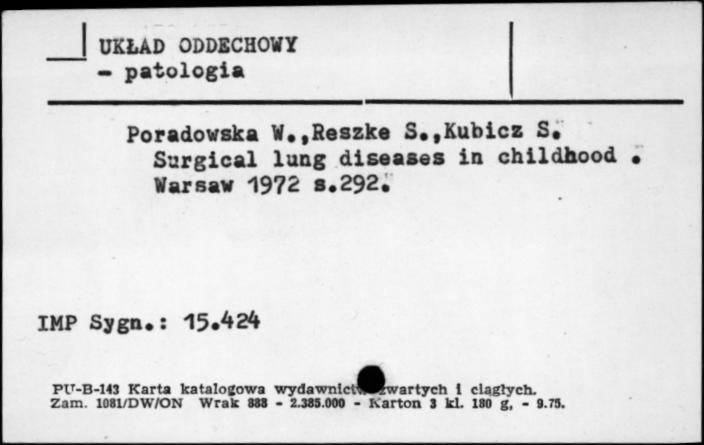 UKŁAD ODDECHOWY
- patologia
Poradowska W.,Reszke S.,Kubicz S.
Surgical lung diseases in childhood .
Warsaw 1972 s.292.
IMP Sygn.: 15.424
PU-B-143 Karta katalogowa wydawnictw zwartych i ciągłych.
Zam. 1081/DW/ON Wrak 888 - 2.385.000 - Karton 3 kl. 180 g, - 9.75.